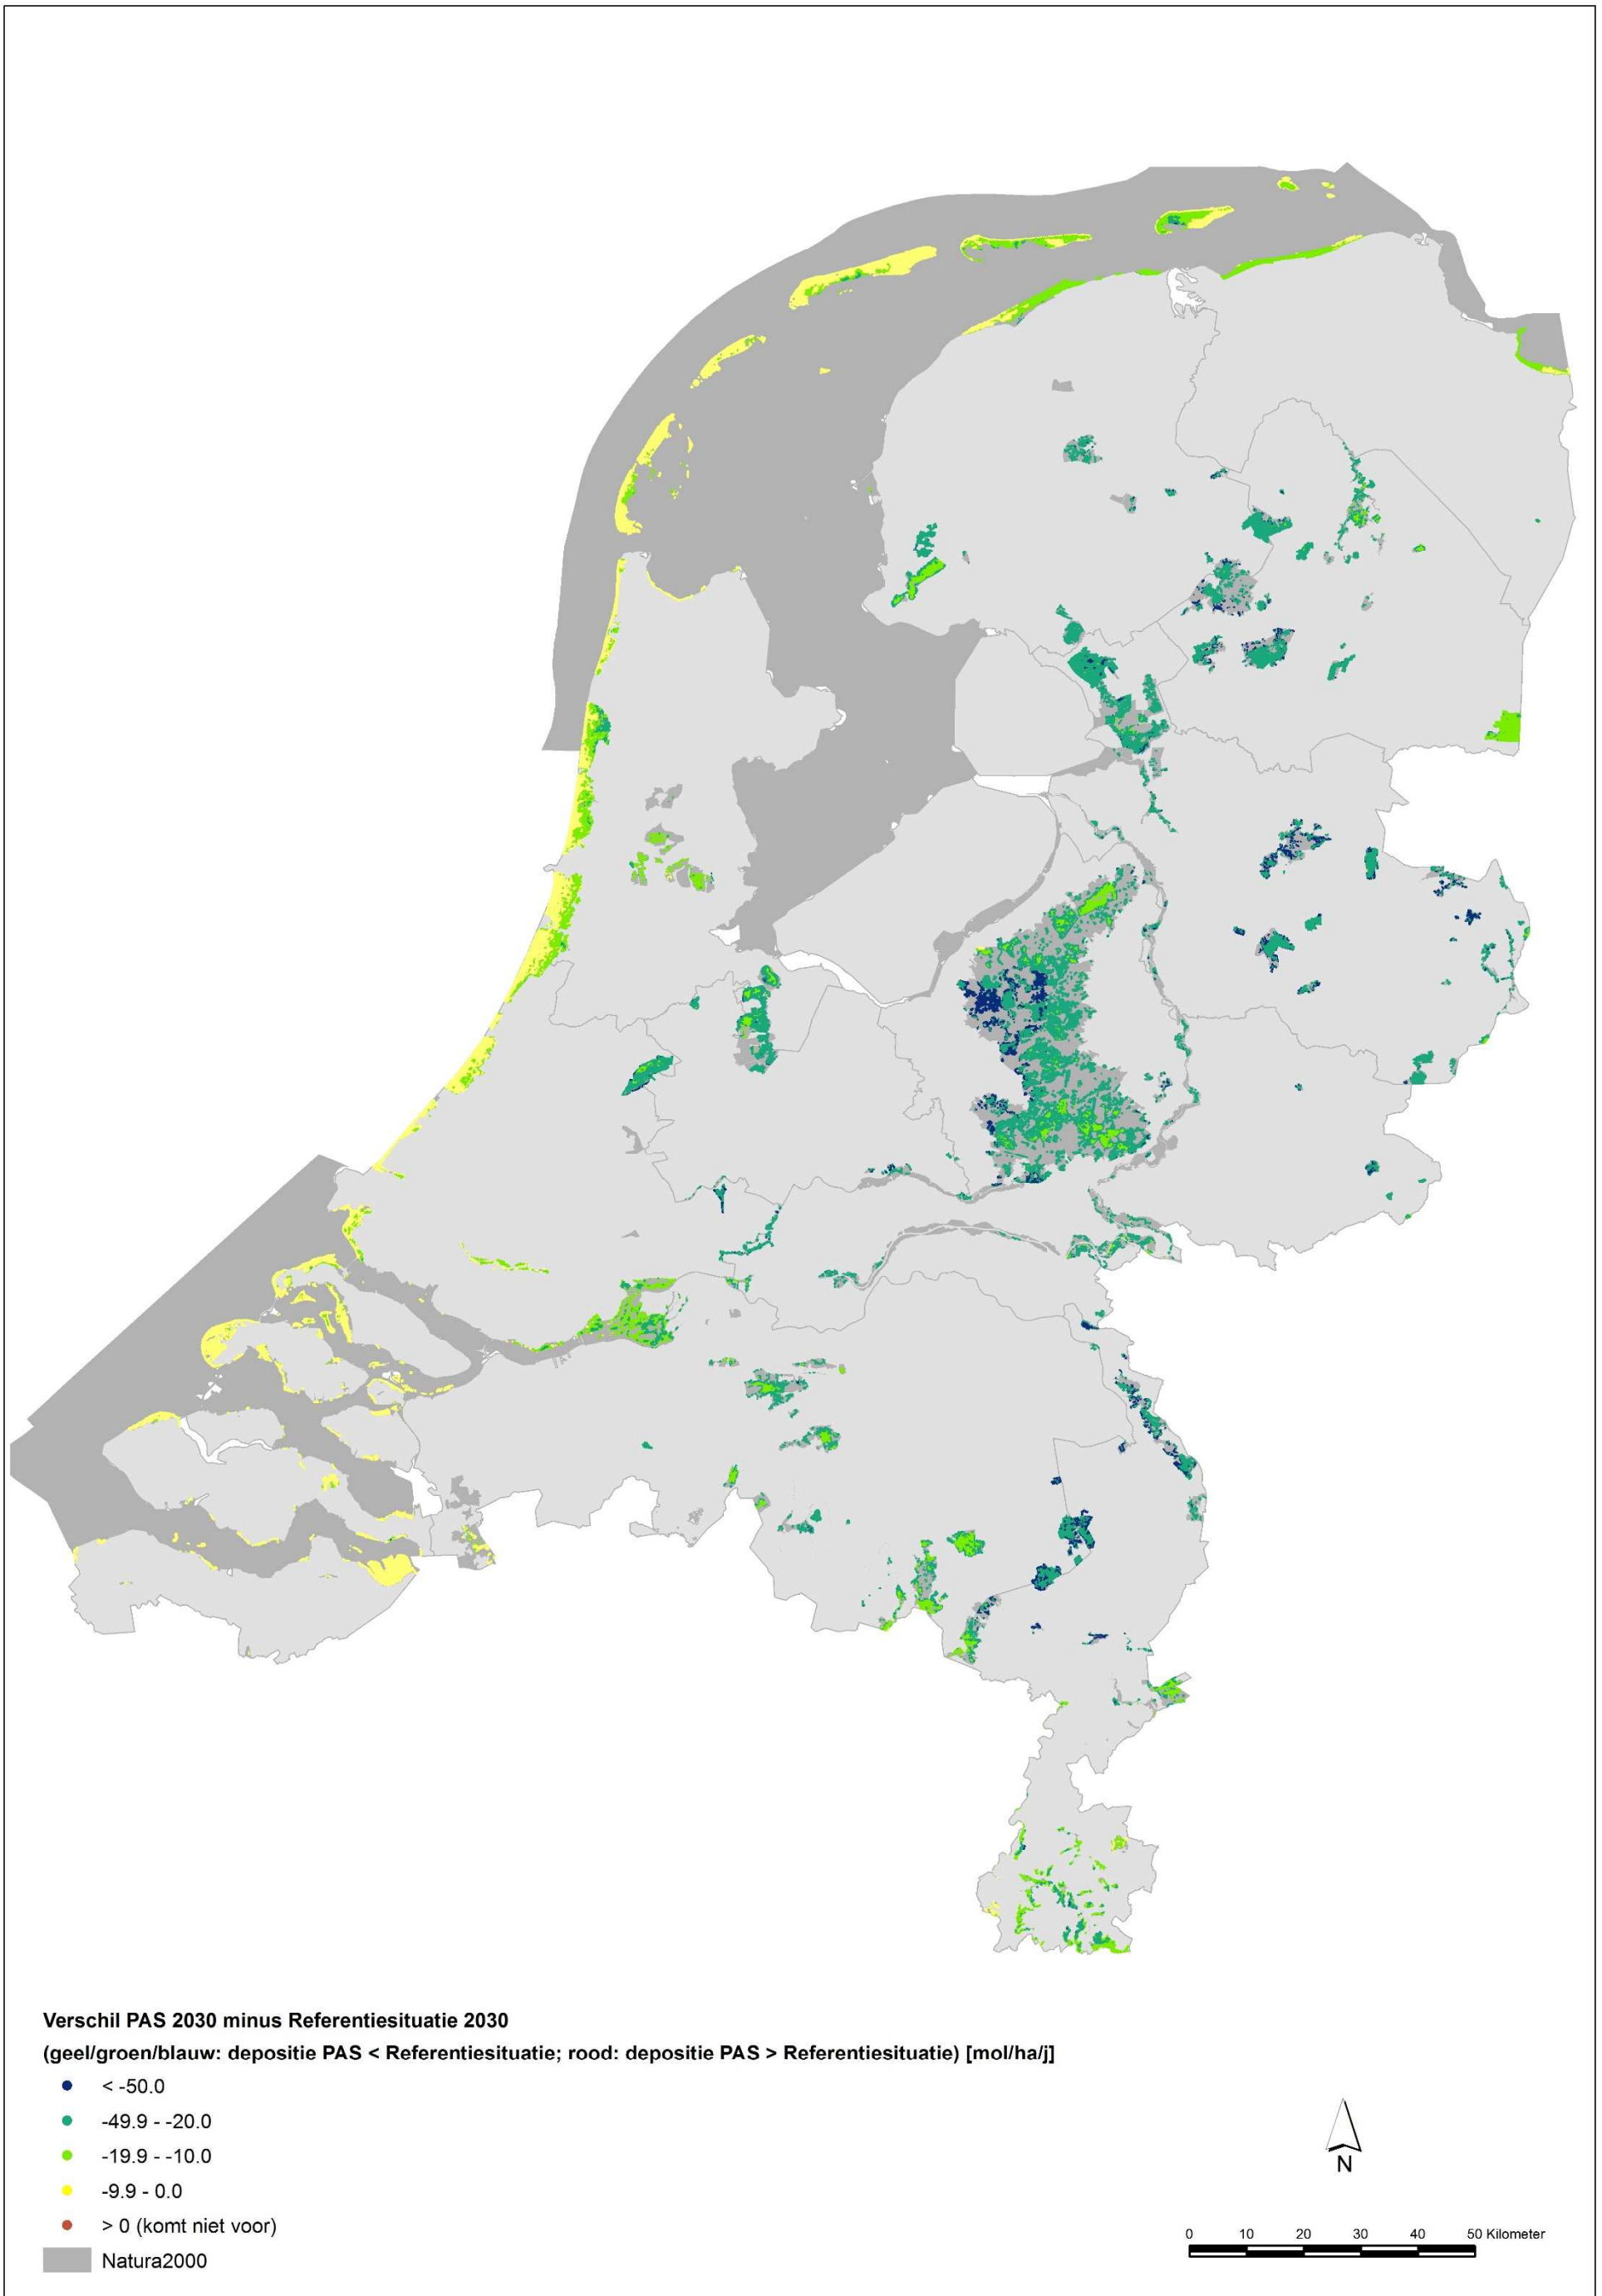 Verschil PAS 2030 minus Referentiesituatie 2030
(geel/groen/blauw: depositie PAS < Referentiesituatie; rood: depositie PAS > Referentiesituatie) [mol/ha/j]
< -50.0
-49.9 - -20.0
-19.9 - -10.0
-9.9 - 0.0
> 0 (komt niet voor)
Natura2000
N
0 10 20 30 40 50 Kilometer